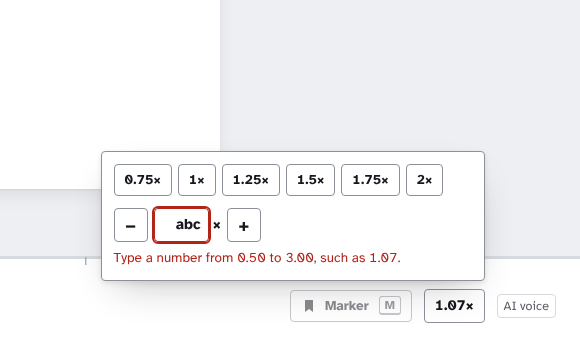 0.75× 1× 1.25× 1.5× 1.75× 2×
− abc × +
Type a number from 0.50 to 3.00, such as 1.07.
Marker M 1.07× AI voice